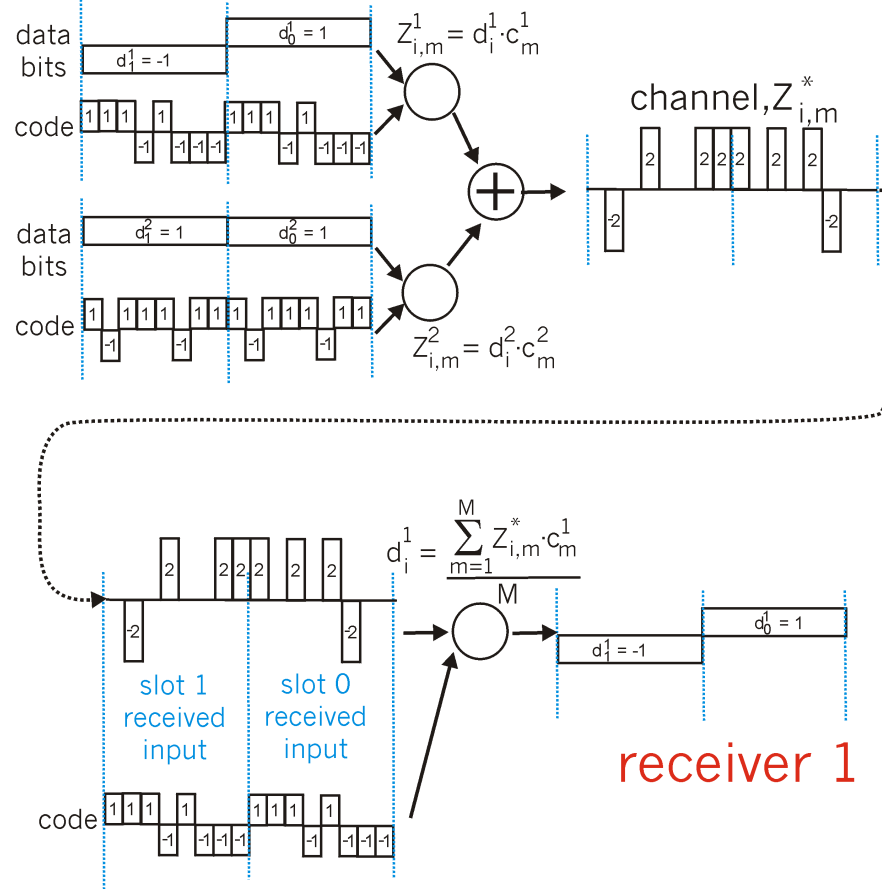 data bits
d₁¹ = -1
d₀¹ = 1
code
1 1 1 -1 1 -1 -1 -1 1 1 1 -1 1 -1 -1 -1
Z¹ᵢ,ₘ = d¹ᵢ·c¹ₘ
data bits
d₁² = 1
d₀² = 1
code
1 -1 1 1 1 -1 1 1 1 -1 1 1 1 -1 1 1
Z²ᵢ,ₘ = d²ᵢ·c²ₘ
+
channel, Z*ᵢ,ₘ
-2 2 2 2 2 2 2 -2
-2 2 2 2 2 2 2 -2
slot 1
received
input
slot 0
received
input
code
1 1 1 -1 1 -1 -1 -1 1 1 1 -1 1 -1 -1 -1
M
d¹ᵢ = ∑ Z*ᵢ,ₘ·c¹ₘ
m=1
M
d₁¹ = -1
d₀¹ = 1
receiver 1